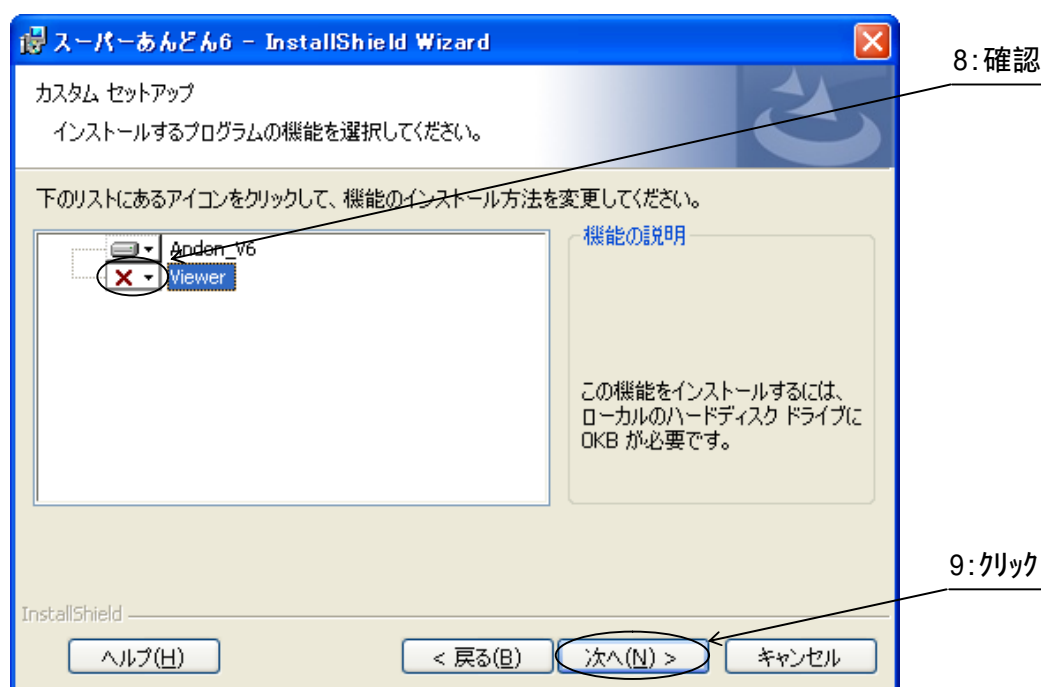 スーパーあんどん6 - InstallShield Wizard
8:確認
カスタム セットアップ
インストールするプログラムの機能を選択してください。
下のリストにあるアイコンをクリックして、機能のインストール方法を変更してください。
Andon_V6
Viewer
機能の説明
この機能をインストールするには、
ローカルのハードディスク ドライブに
0KB が必要です。
9:クリック
InstallShield
ヘルプ(H)
< 戻る(B)
次へ(N) >
キャンセル